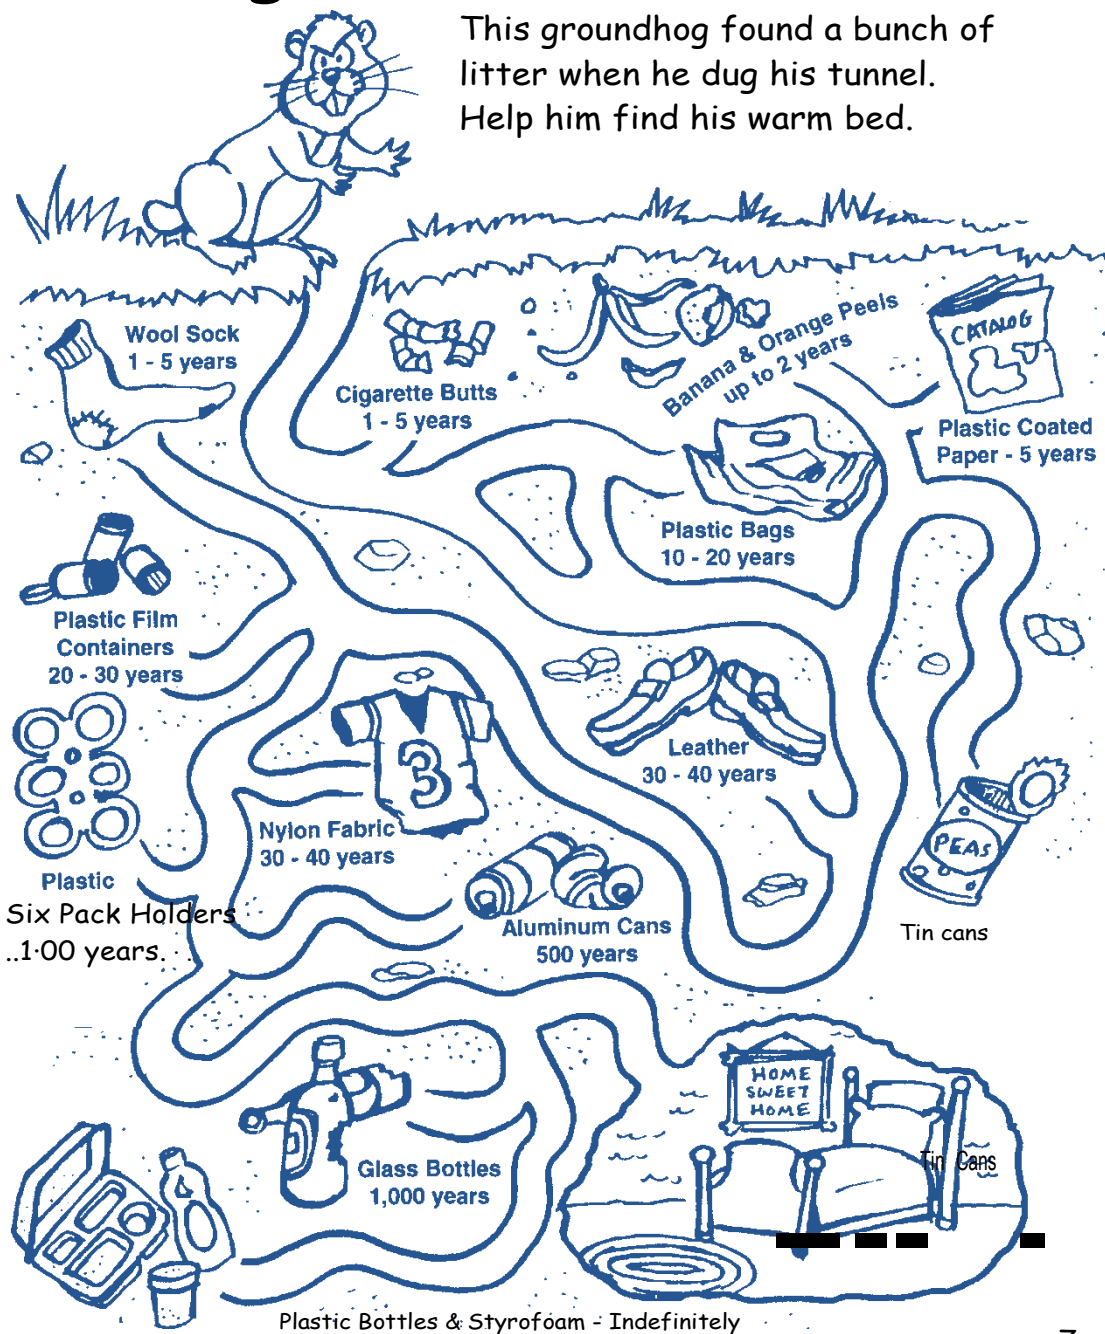 This groundhog found a bunch of
litter when he dug his tunnel.
Help him find his warm bed.
Wool Sock
1 - 5 years
Cigarette Butts
1 - 5 years
Banana & Orange Peels
up to 2 years
CATALOG
Plastic Coated
Paper - 5 years
Plastic Bags
10 - 20 years
Plastic Film
Containers
20 - 30 years
Leather
30 - 40 years
3
Nylon Fabric
30 - 40 years
PEAS
Plastic
Six Pack Holders
..1·00 years.
Aluminum Cans
500 years
Tin cans
HOME
SWEET
HOME
Tin Cans
Glass Bottles
1,000 years
Plastic Bottles & Styrofoam - Indefinitely